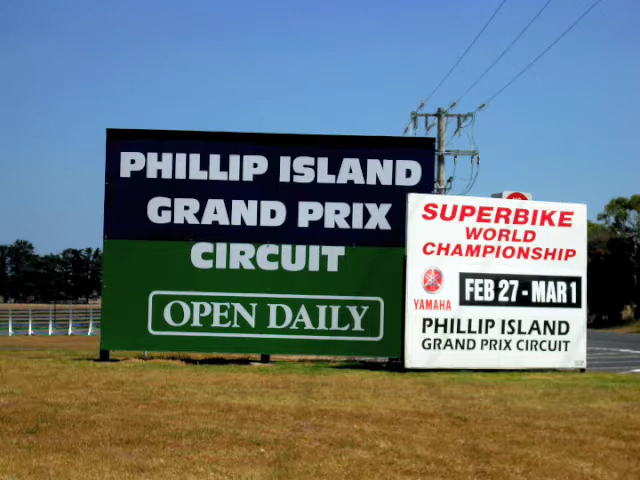 PHILLIP ISLAND
GRAND PRIX
CIRCUIT
OPEN DAILY
SUPERBIKE
WORLD
CHAMPIONSHIP
YAMAHA
FEB 27 - MAR 1
PHILLIP ISLAND
GRAND PRIX CIRCUIT